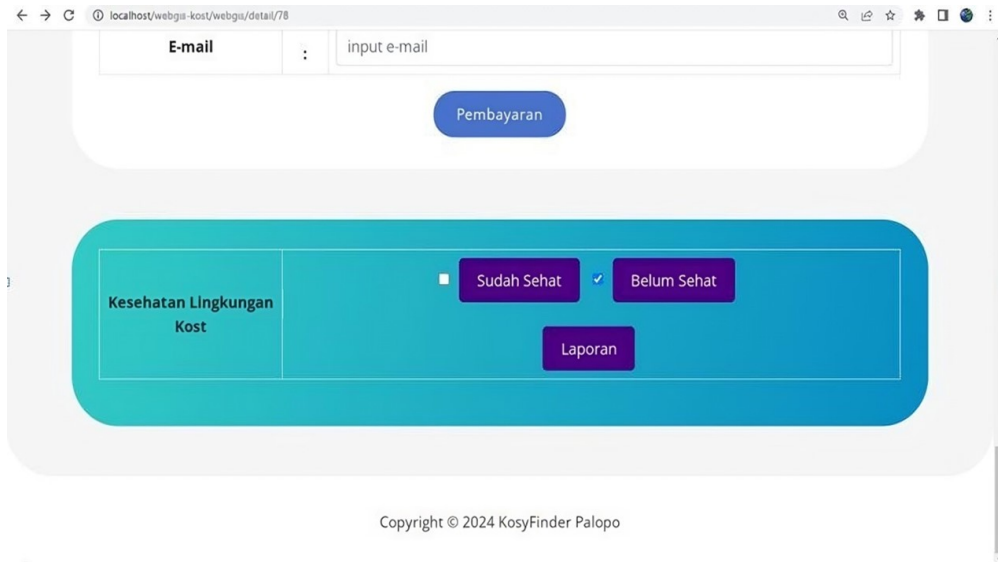 localhost/webgis-kost/webgis/detail/78
E-mail : input e-mail
Pembayaran
Kesehatan Lingkungan
Kost
Sudah Sehat Belum Sehat
Laporan
Copyright © 2024 KosyFinder Palopo